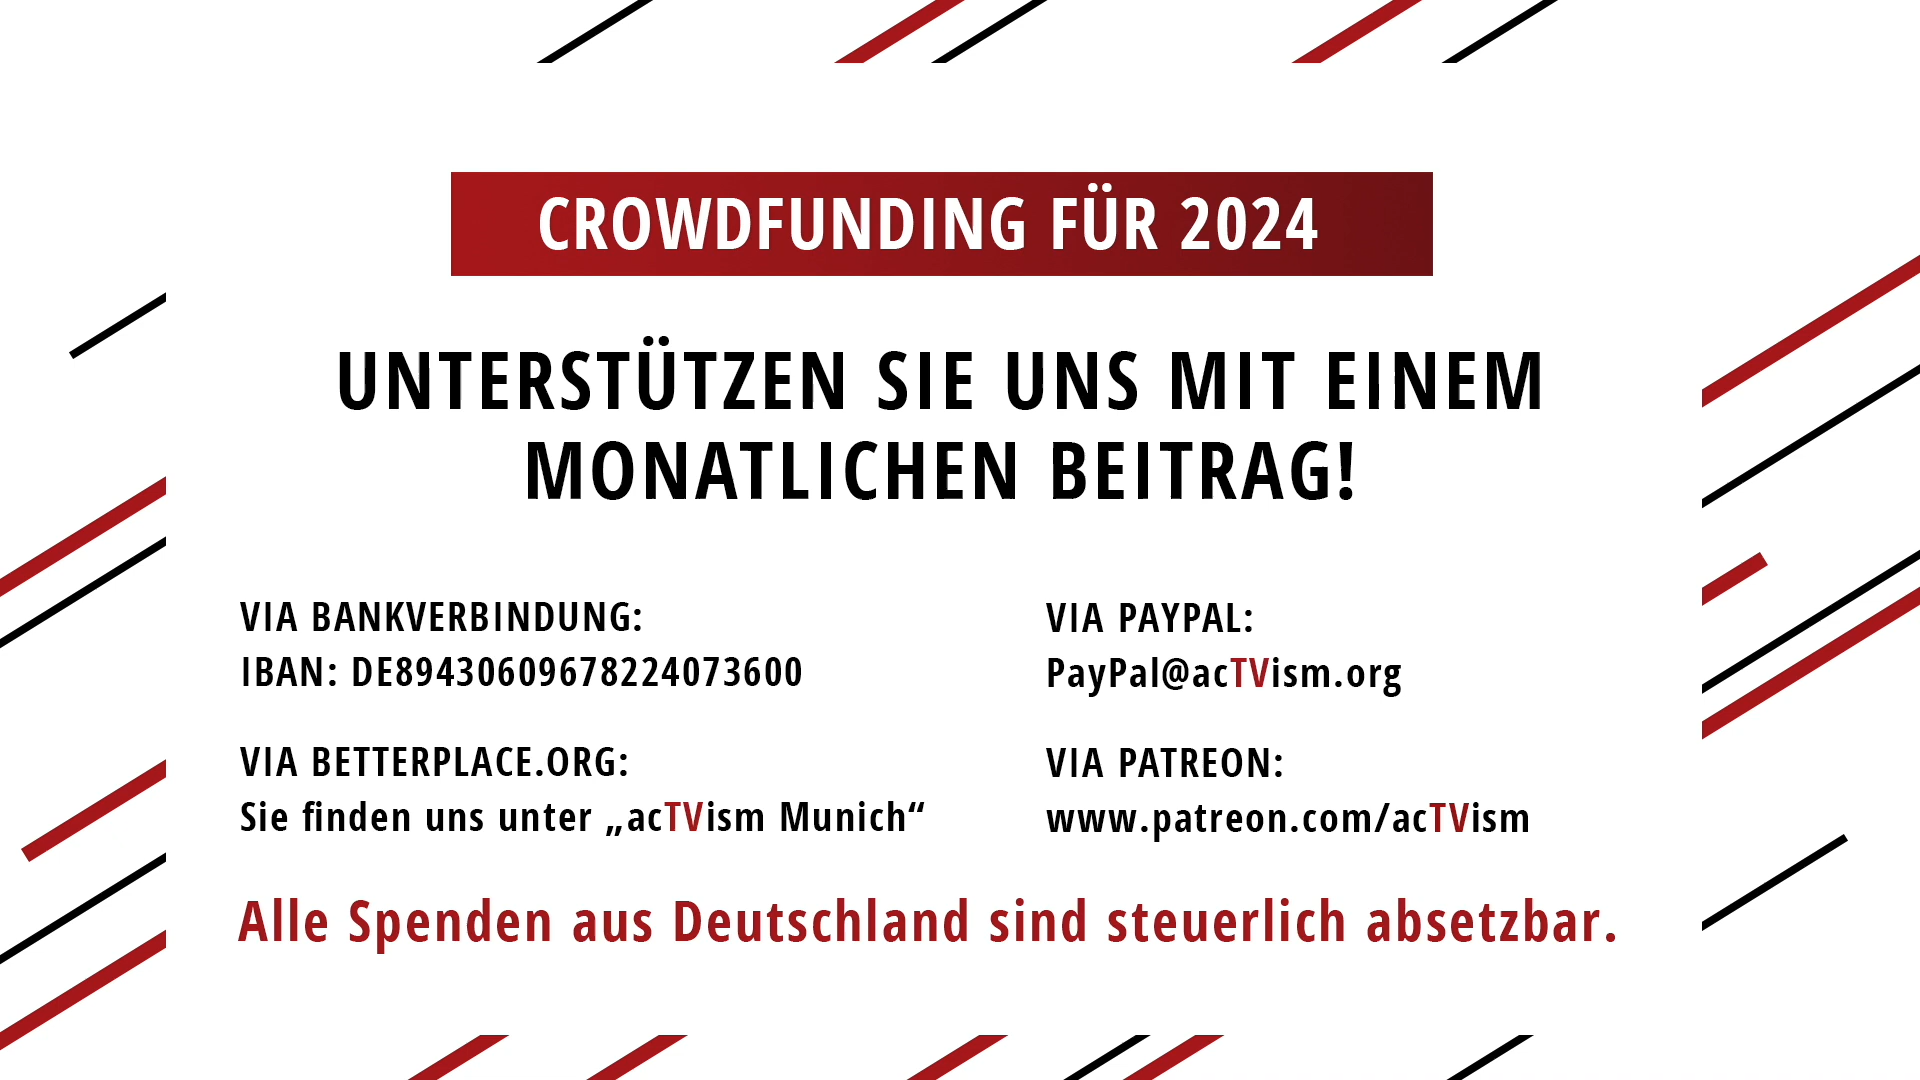 CROWDFUNDING FÜR 2024
UNTERSTÜTZEN SIE UNS MIT EINEM
MONATLICHEN BEITRAG!
VIA BANKVERBINDUNG:
IBAN: DE89430609678224073600
VIA BETTERPLACE.ORG:
Sie finden uns unter „acTVism Munich“
VIA PAYPAL:
PayPal@acTVism.org
VIA PATREON:
www.patreon.com/acTVism
Alle Spenden aus Deutschland sind steuerlich absetzbar.